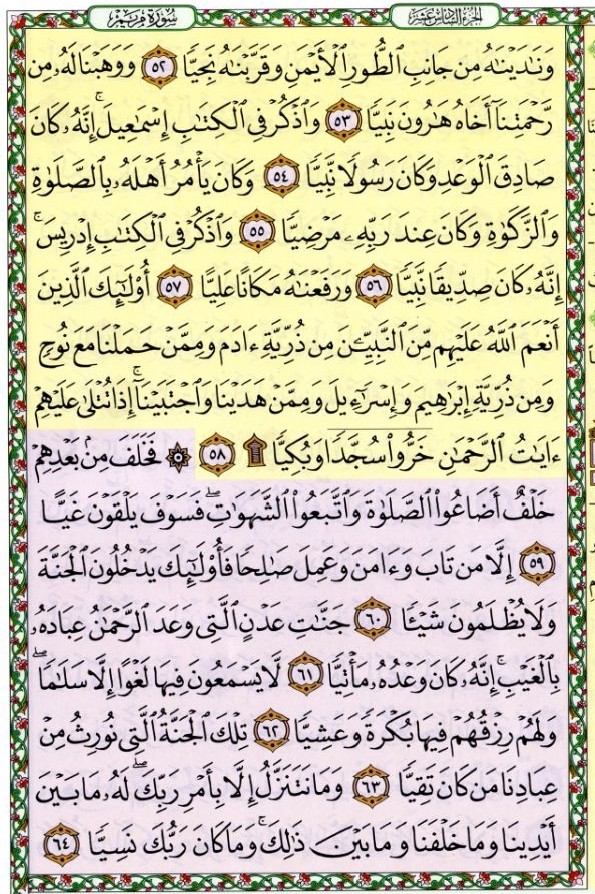 الجزء السادس عشر
سورة مريم
وَنَٰدَيْنَٰهُ مِن جَانِبِ ٱلطُّورِ ٱلْأَيْمَنِ وَقَرَّبْنَٰهُ نَجِيًّا ٥٢ وَوَهَبْنَا لَهُۥ مِن
رَّحْمَتِنَآ أَخَاهُ هَٰرُونَ نَبِيًّا ٥٣ وَٱذْكُرْ فِى ٱلْكِتَٰبِ إِسْمَٰعِيلَ ۚ إِنَّهُۥ كَانَ
صَادِقَ ٱلْوَعْدِ وَكَانَ رَسُولًا نَّبِيًّا ٥٤ وَكَانَ يَأْمُرُ أَهْلَهُۥ بِٱلصَّلَوٰةِ
وَٱلزَّكَوٰةِ وَكَانَ عِندَ رَبِّهِۦ مَرْضِيًّا ٥٥ وَٱذْكُرْ فِى ٱلْكِتَٰبِ إِدْرِيسَ ۚ
إِنَّهُۥ كَانَ صِدِّيقًا نَّبِيًّا ٥٦ وَرَفَعْنَٰهُ مَكَانًا عَلِيًّا ٥٧ أُو۟لَٰٓئِكَ ٱلَّذِينَ
أَنْعَمَ ٱللَّهُ عَلَيْهِم مِّنَ ٱلنَّبِيِّۦنَ مِن ذُرِّيَّةِ ءَادَمَ وَمِمَّنْ حَمَلْنَا مَعَ نُوحٍ
وَمِن ذُرِّيَّةِ إِبْرَٰهِيمَ وَإِسْرَٰٓءِيلَ وَمِمَّنْ هَدَيْنَا وَٱجْتَبَيْنَآ ۚ إِذَا تُتْلَىٰ عَلَيْهِمْ
ءَايَٰتُ ٱلرَّحْمَٰنِ خَرُّوا۟ سُجَّدًا وَبُكِيًّا ۩ ٥٨ ۞ فَخَلَفَ مِنۢ بَعْدِهِمْ
خَلْفٌ أَضَاعُوا۟ ٱلصَّلَوٰةَ وَٱتَّبَعُوا۟ ٱلشَّهَوَٰتِ ۖ فَسَوْفَ يَلْقَوْنَ غَيًّا
٥٩ إِلَّا مَن تَابَ وَءَامَنَ وَعَمِلَ صَٰلِحًا فَأُو۟لَٰٓئِكَ يَدْخُلُونَ ٱلْجَنَّةَ
وَلَا يُظْلَمُونَ شَيْـًٔا ٦٠ جَنَّٰتِ عَدْنٍ ٱلَّتِى وَعَدَ ٱلرَّحْمَٰنُ عِبَادَهُۥ
بِٱلْغَيْبِ ۚ إِنَّهُۥ كَانَ وَعْدُهُۥ مَأْتِيًّا ٦١ لَّا يَسْمَعُونَ فِيهَا لَغْوًا إِلَّا سَلَٰمًا ۖ
وَلَهُمْ رِزْقُهُمْ فِيهَا بُكْرَةً وَعَشِيًّا ٦٢ تِلْكَ ٱلْجَنَّةُ ٱلَّتِى نُورِثُ مِنْ
عِبَادِنَا مَن كَانَ تَقِيًّا ٦٣ وَمَا نَتَنَزَّلُ إِلَّا بِأَمْرِ رَبِّكَ ۖ لَهُۥ مَا بَيْنَ
أَيْدِينَا وَمَا خَلْفَنَا وَمَا بَيْنَ ذَٰلِكَ ۚ وَمَا كَانَ رَبُّكَ نَسِيًّا ٦٤